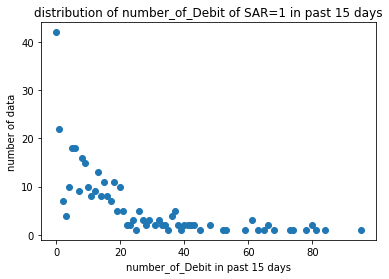 distribution of number_of_Debit of SAR=1 in past 15 days
number of data
40
30
20
10
0
0 20 40 60 80
number_of_Debit in past 15 days